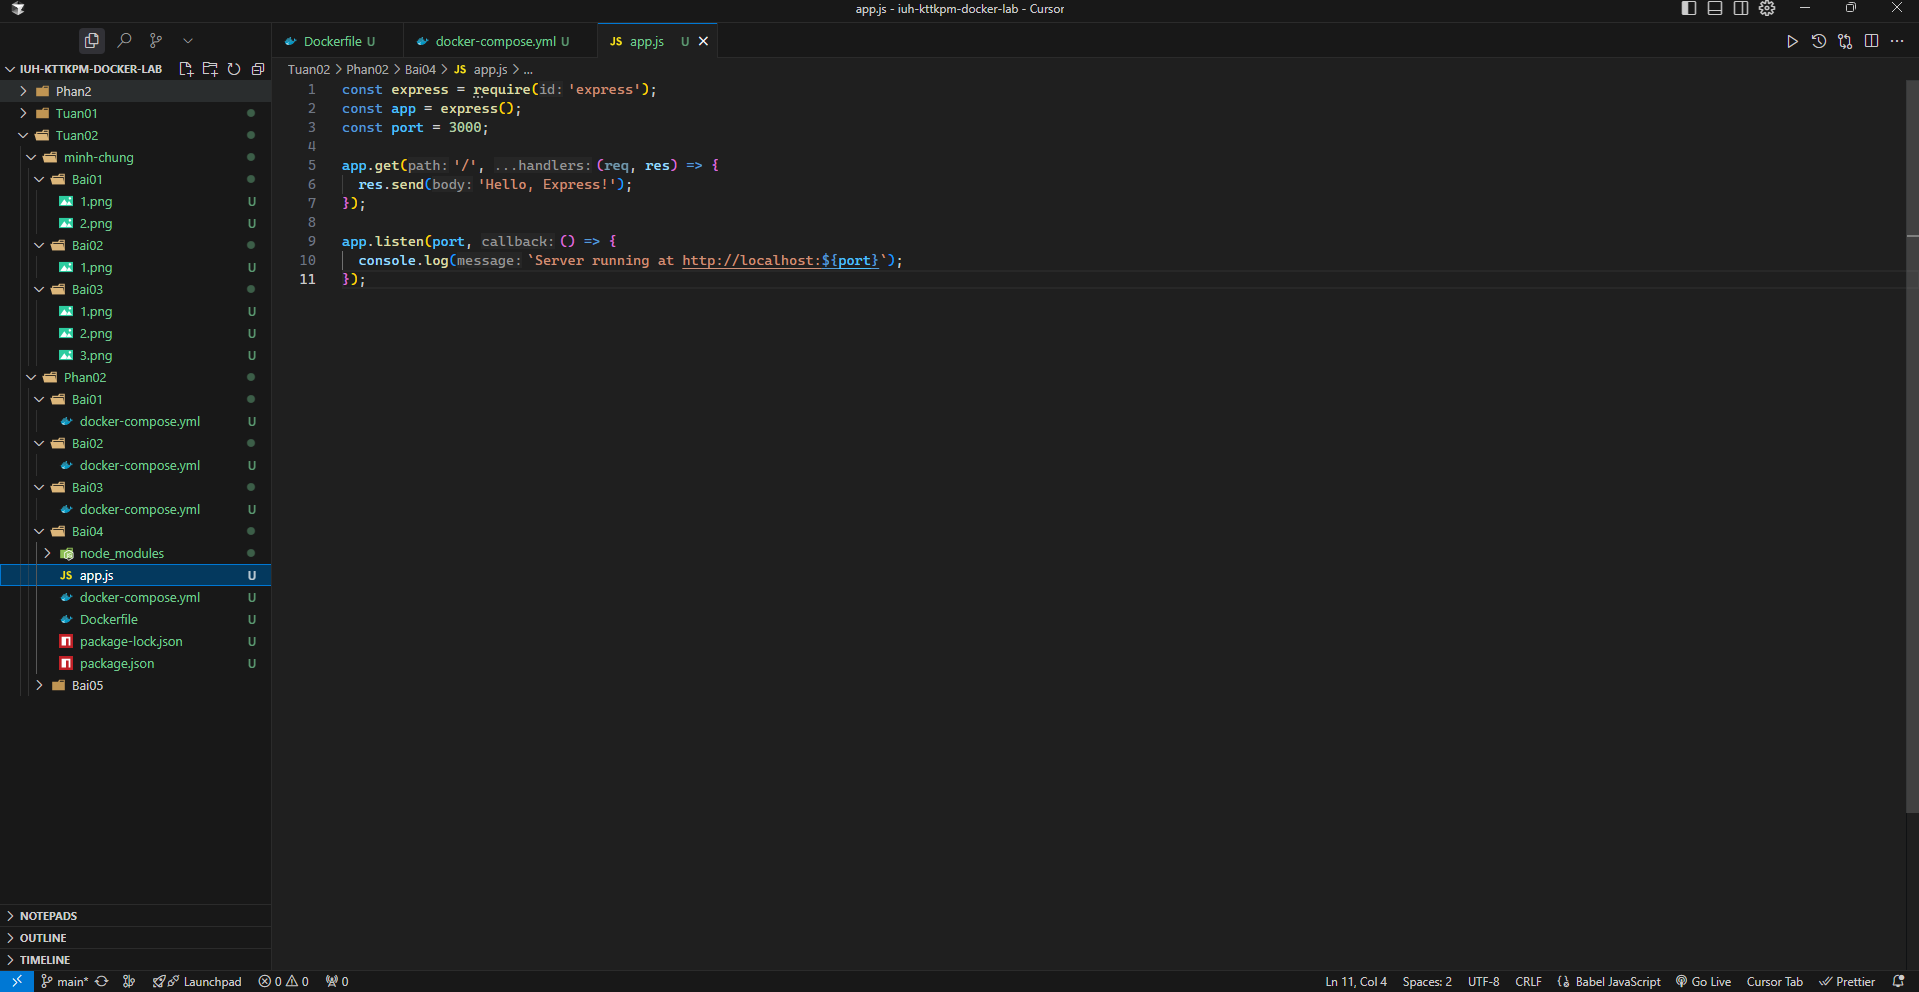 app.js - iuh-kttkpm-docker-lab - Cursor
IUH-KTTKPM-DOCKER-LAB
Phan2
Tuan01
Tuan02
minh-chung
Bai01
1.png U
2.png U
Bai02
1.png U
Bai03
1.png U
2.png U
3.png U
Phan02
Bai01
docker-compose.yml U
Bai02
docker-compose.yml U
Bai03
docker-compose.yml U
Bai04
node_modules
JS app.js U
docker-compose.yml U
Dockerfile U
package-lock.json U
package.json U
Bai05
NOTEPADS
OUTLINE
TIMELINE
Dockerfile U docker-compose.yml U JS app.js U
Tuan02 > Phan02 > Bai04 > JS app.js > ...
1 const express = require(id: 'express');
2 const app = express();
3 const port = 3000;
4
5 app.get(path: '/', ...handlers: (req, res) => {
6 res.send(body: 'Hello, Express!');
7 });
8
9 app.listen(port, callback: () => {
10 console.log(message: `Server running at http://localhost:${port}`);
11 });
main* Launchpad 0 0 0 Ln 11, Col 4 Spaces: 2 UTF-8 CRLF Babel JavaScript Go Live Cursor Tab Prettier